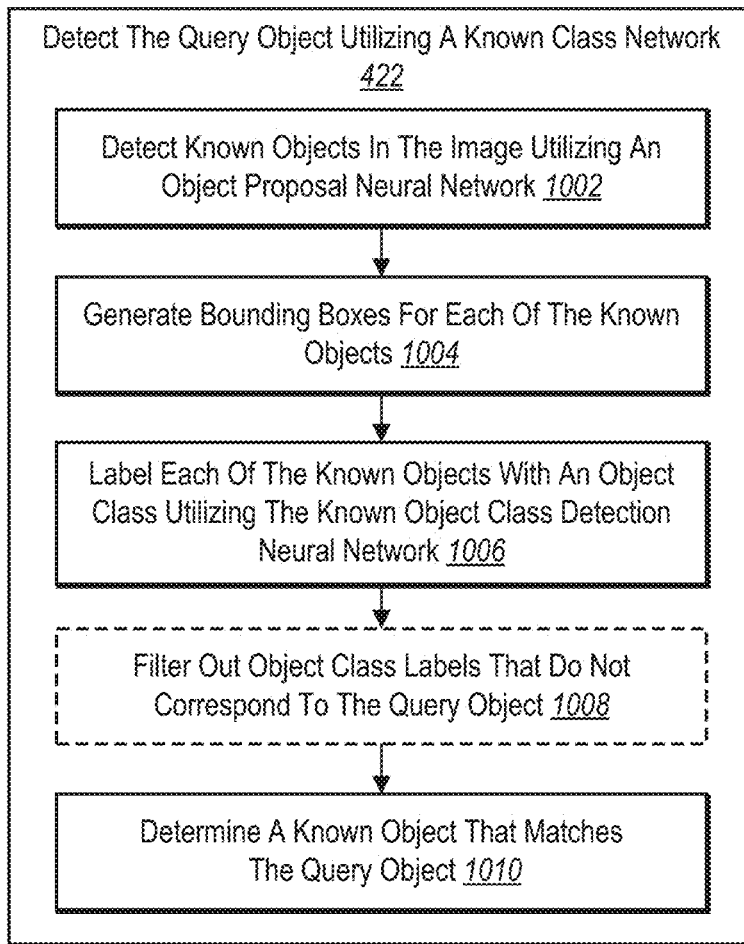 Detect The Query Object Utilizing A Known Class Network
422
Detect Known Objects In The Image Utilizing An
Object Proposal Neural Network 1002
Generate Bounding Boxes For Each Of The Known
Objects 1004
Label Each Of The Known Objects With An Object
Class Utilizing The Known Object Class Detection
Neural Network 1006
Filter Out Object Class Labels That Do Not
Correspond To The Query Object 1008
Determine A Known Object That Matches
The Query Object 1010